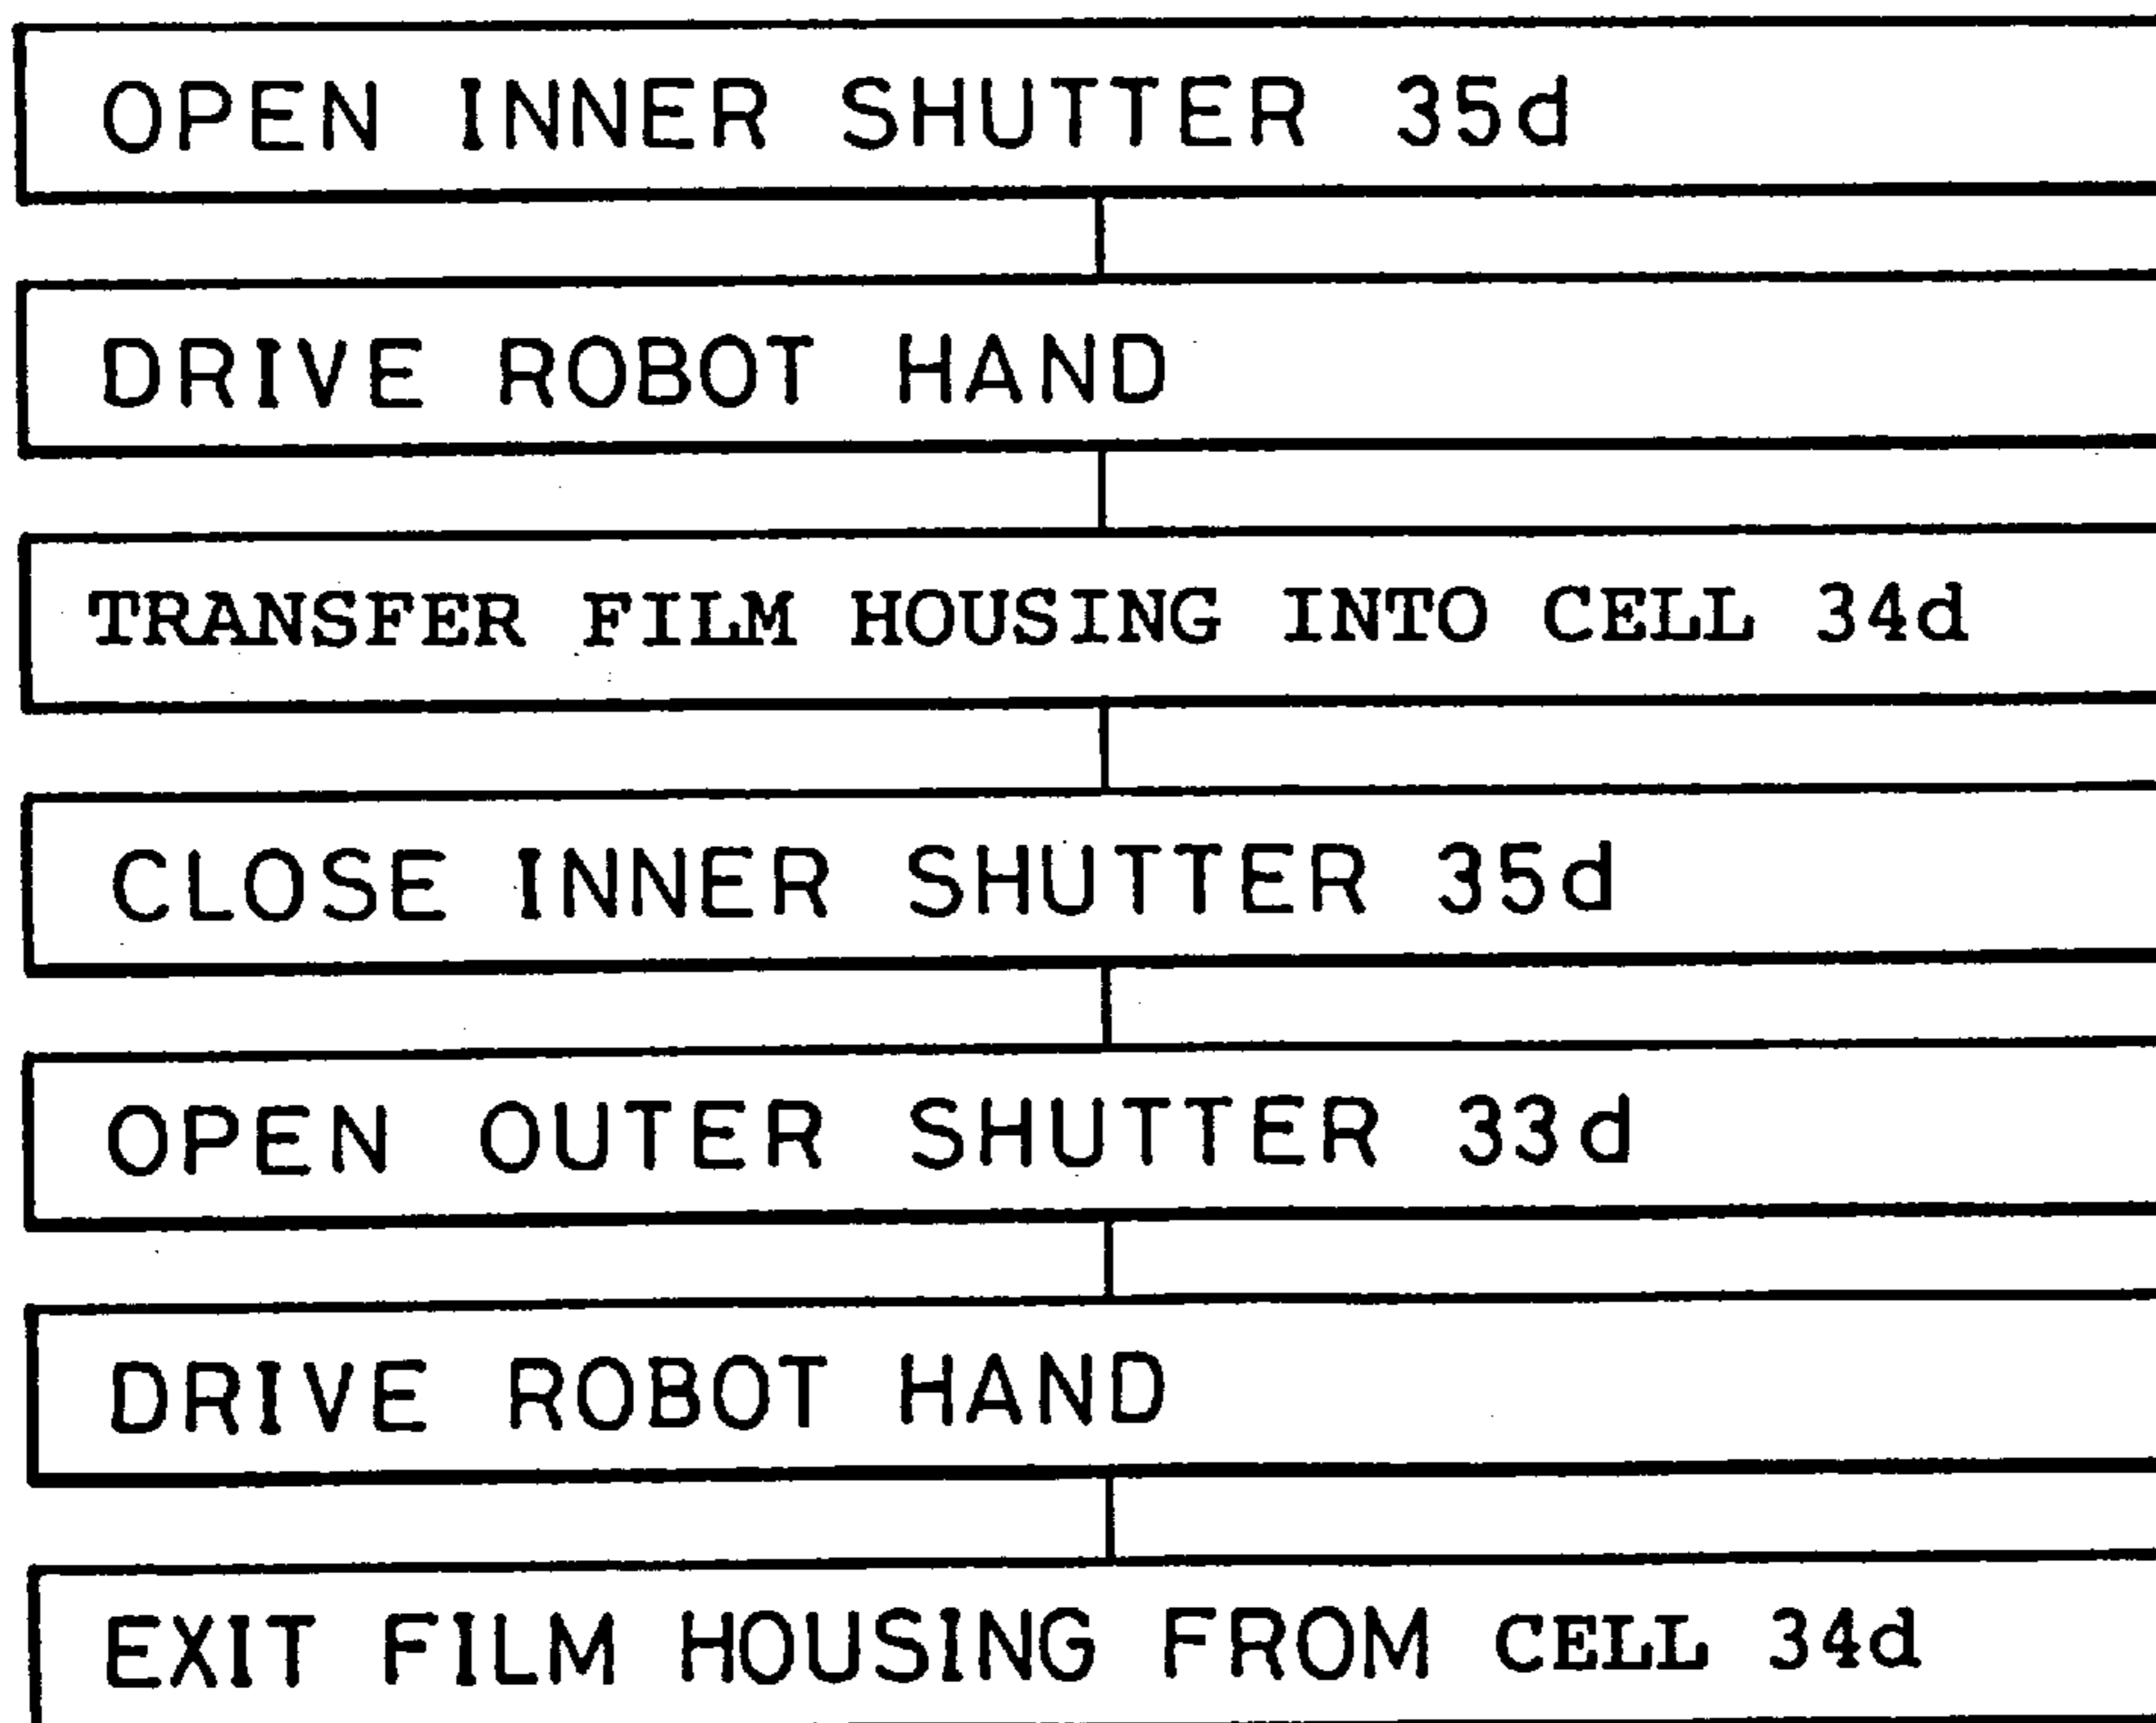 OPEN INNER SHUTTER 35d
DRIVE ROBOT HAND
TRANSFER FILM HOUSING INTO CELL 34d
CLOSE INNER SHUTTER 35d
OPEN OUTER SHUTTER 33d
DRIVE ROBOT HAND
EXIT FILM HOUSING FROM CELL 34d